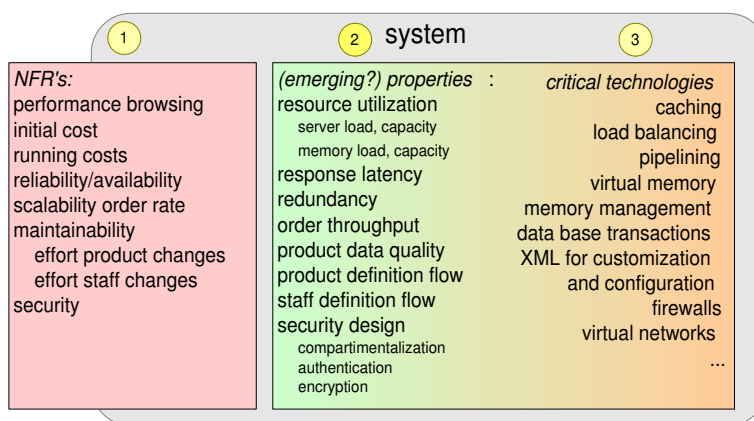 1
2
system
3
NFR's:
performance browsing
initial cost
running costs
reliability/availability
scalability order rate
maintainability
effort product changes
effort staff changes
security
(emerging?) properties :
resource utilization
server load, capacity
memory load, capacity
response latency
redundancy
order throughput
product data quality
product definition flow
staff definition flow
security design
compartimentalization
authentication
encryption
critical technologies
caching
load balancing
pipelining
virtual memory
memory management
data base transactions
XML for customization
and configuration
firewalls
virtual networks
...